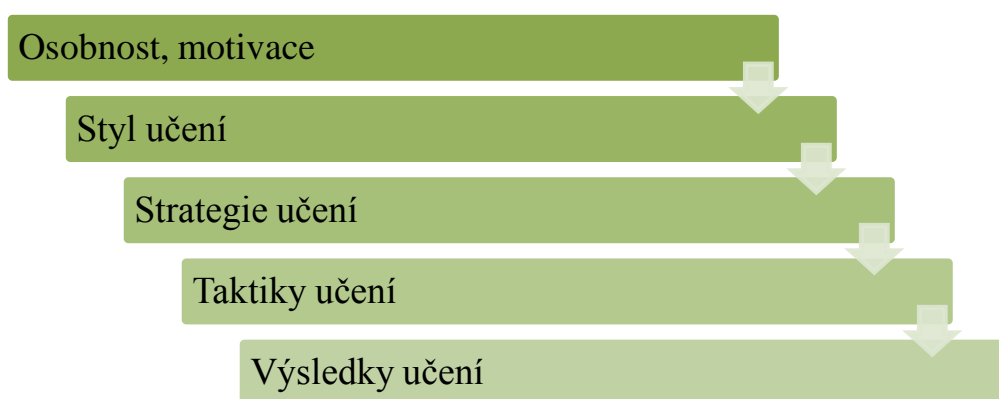 Osobnost, motivace
Styl učení
Strategie učení
Taktiky učení
Výsledky učení